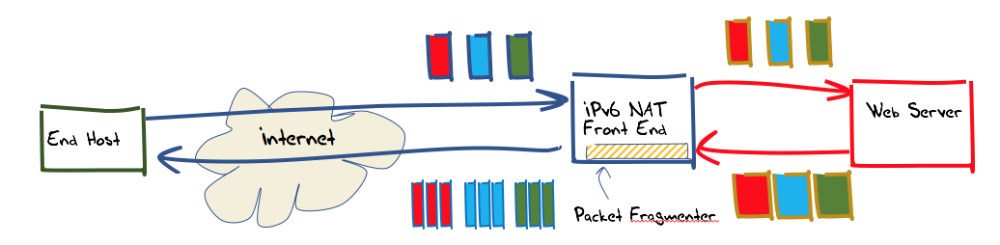 End Host
internet
iPv6 NAT
Front End
Packet Fragmenter
Web Server